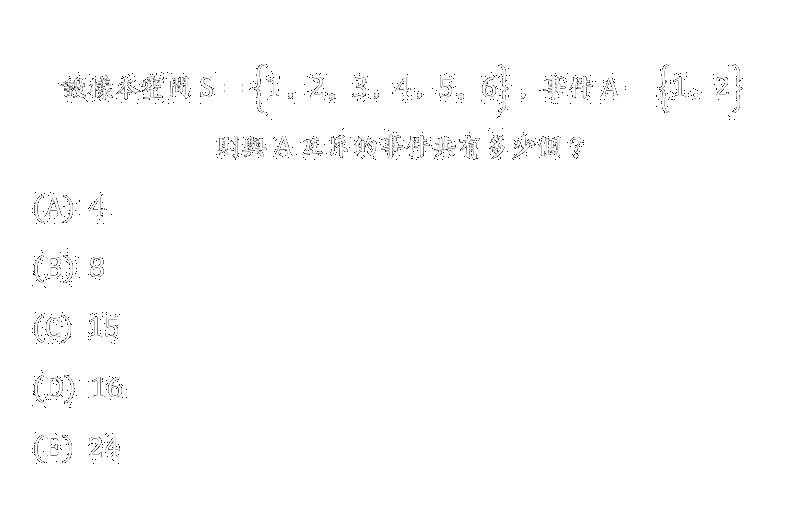 設樣本空間 S = {1, 2, 3, 4, 5, 6}, 事件 A = {1, 2}
則與 A 互斥的事件共有多少個?
(A) 4
(B) 8
(C) 15
(D) 16
(E) 24